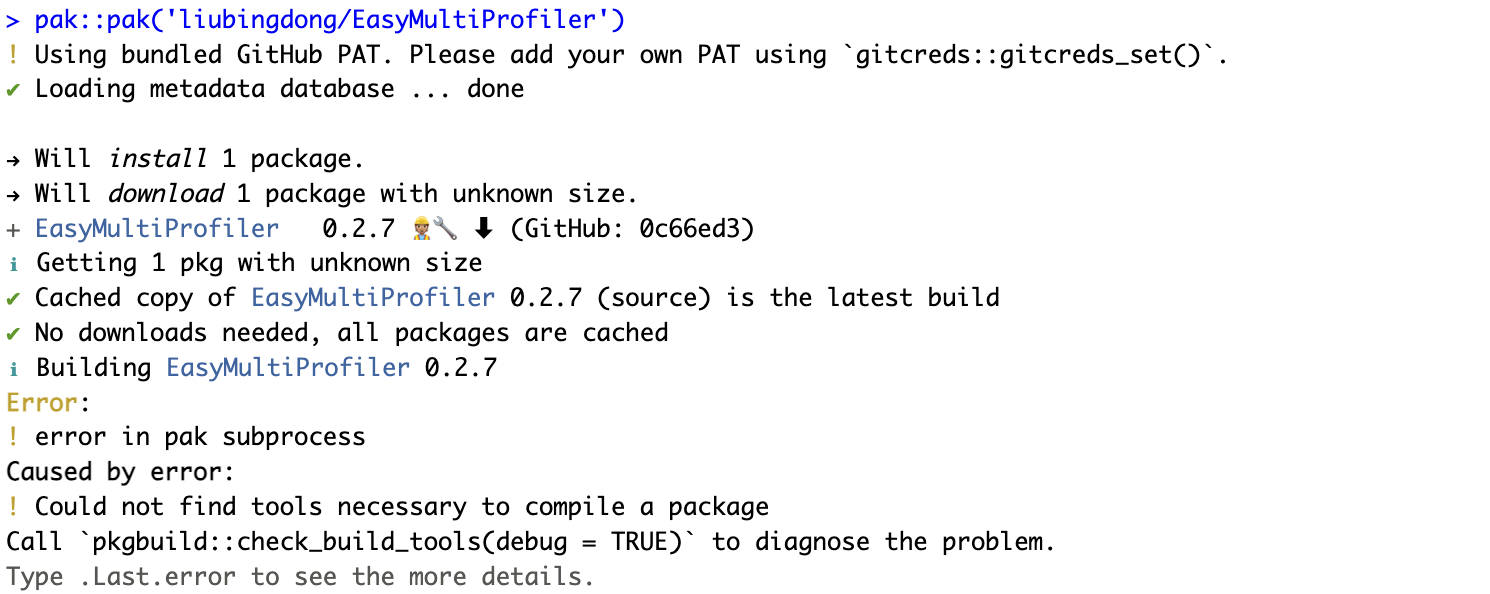 > pak::pak('liubingdong/EasyMultiProfiler')
! Using bundled GitHub PAT. Please add your own PAT using `gitcreds::gitcreds_set()`.
✔ Loading metadata database ... done
→ Will install 1 package.
→ Will download 1 package with unknown size.
+ EasyMultiProfiler 0.2.7 👷🏽‍♂️🔧 ⬇ (GitHub: 0c66ed3)
ℹ Getting 1 pkg with unknown size
✔ Cached copy of EasyMultiProfiler 0.2.7 (source) is the latest build
✔ No downloads needed, all packages are cached
ℹ Building EasyMultiProfiler 0.2.7
Error:
! error in pak subprocess
Caused by error:
! Could not find tools necessary to compile a package
Call `pkgbuild::check_build_tools(debug = TRUE)` to diagnose the problem.
Type .Last.error to see the more details.